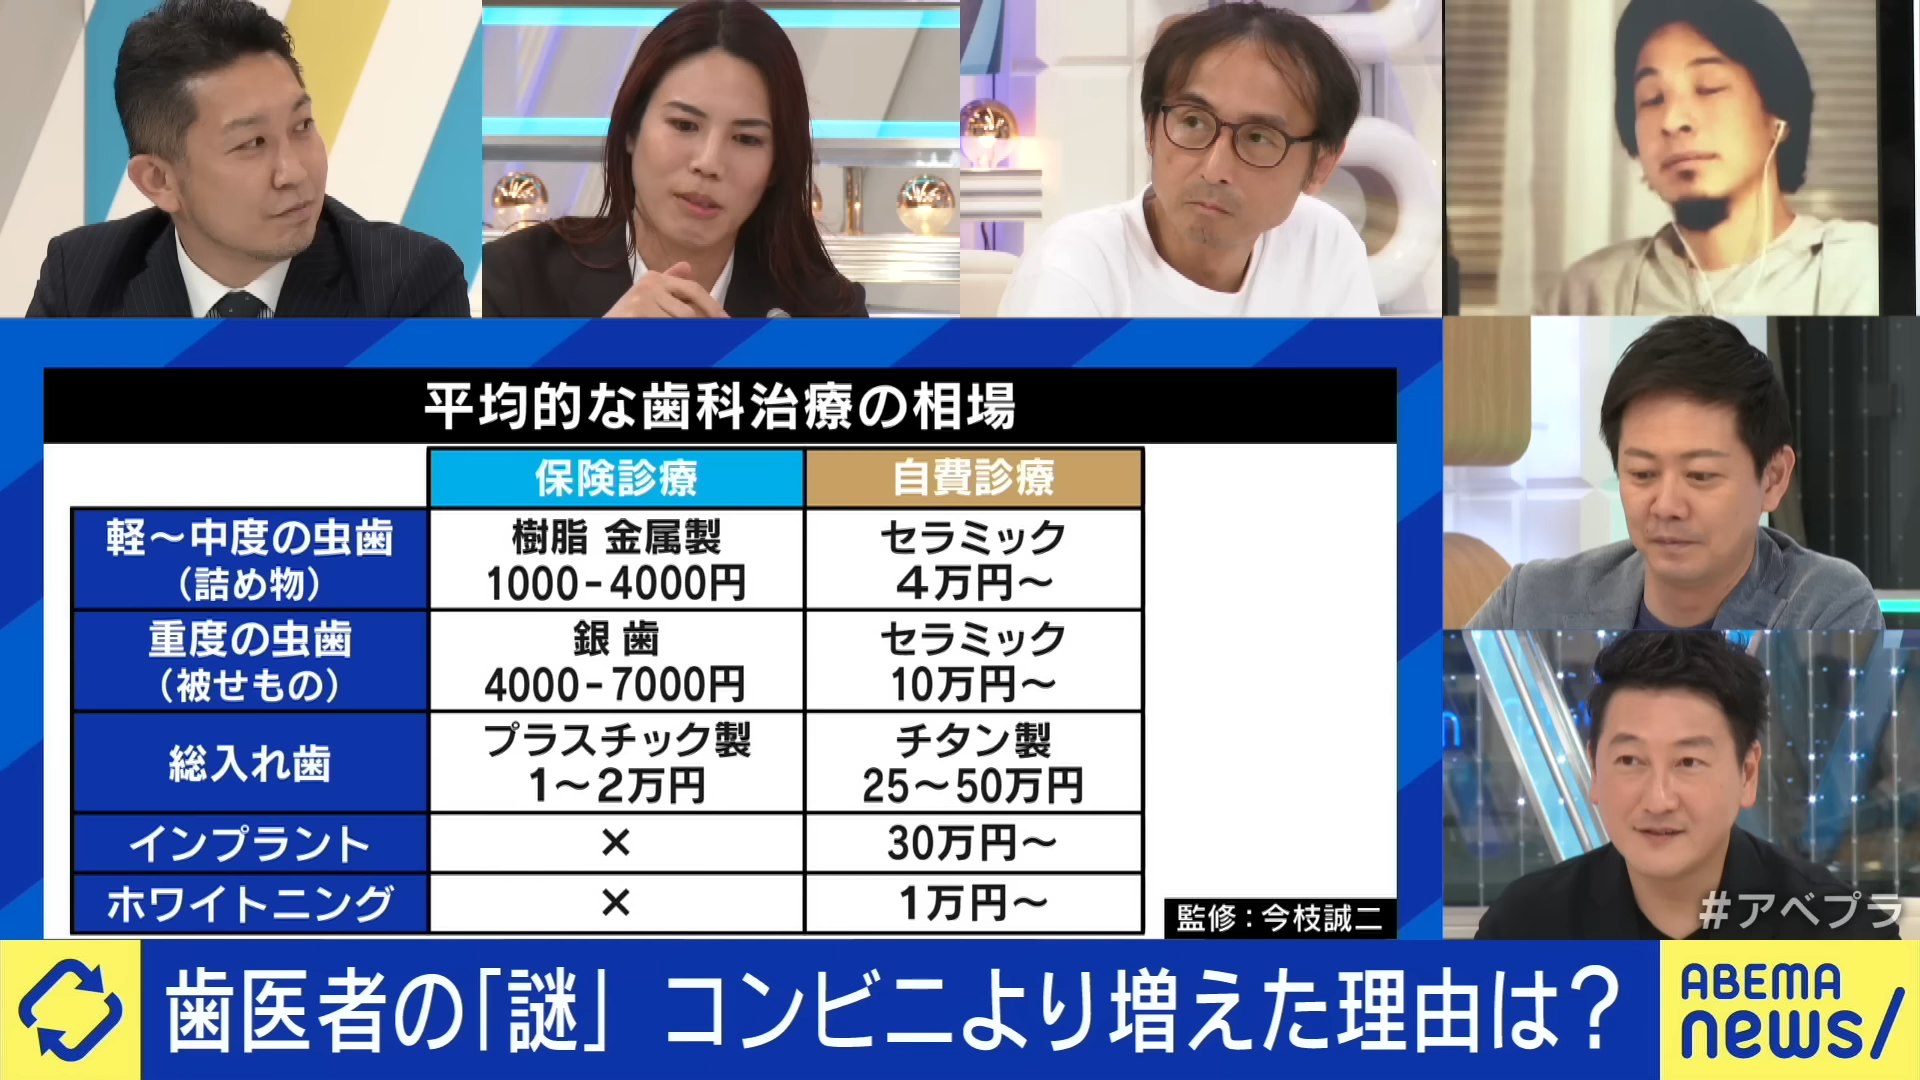 平均的な歯科治療の相場
保険診療 自費診療
軽～中度の虫歯 樹脂 金属製 セラミック
(詰め物) 1000-4000円 4万円～
重度の虫歯 銀歯 セラミック
(被せもの) 4000-7000円 10万円～
総入れ歯 プラスチック製 チタン製
1～2万円 25～50万円
インプラント × 30万円～
ホワイトニング × 1万円～
監修：今枝誠二
#アベプラ
歯医者の「謎」 コンビニより増えた理由は？
ABEMA
news/